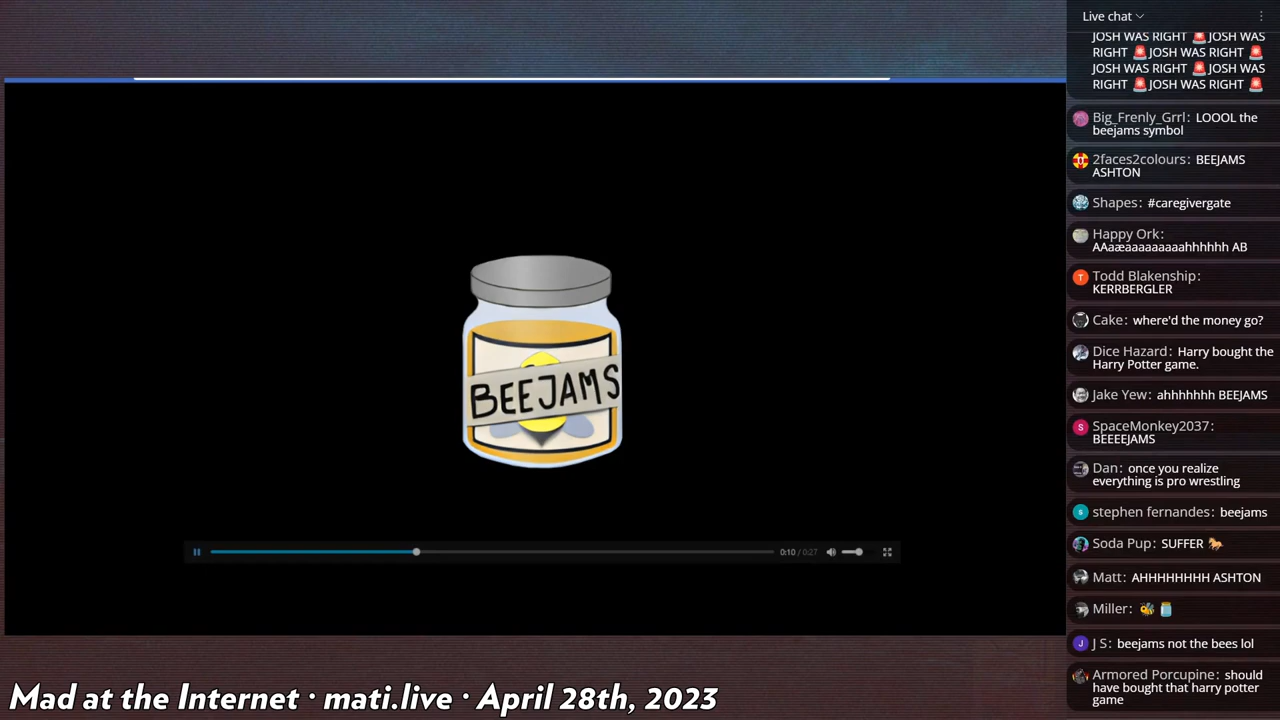 Live chat
JOSH WAS RIGHT 🚨JOSH WAS
RIGHT 🚨JOSH WAS RIGHT 🚨
JOSH WAS RIGHT 🚨JOSH WAS
RIGHT 🚨JOSH WAS RIGHT 🚨
Big_Frenly_Grrl: LOOOL the
beejams symbol
2faces2colours: BEEJAMS
ASHTON
Shapes: #caregivergate
Happy Ork:
AAaæaaaaaaaaahhhhhh AB
Todd Blakenship:
KERRBERGLER
Cake: where'd the money go?
Dice Hazard: Harry bought the
Harry Potter game.
Jake Yew: ahhhhhhh BEEJAMS
SpaceMonkey2037:
BEEEEJAMS
Dan: once you realize
everything is pro wrestling
stephen fernandes: beejams
Soda Pup: SUFFER 🐎
Matt: AHHHHHHHH ASHTON
Miller: 🐝 🫙
J S: beejams not the bees lol
Armored Porcupine: should
have bought that harry potter
game
BEEJAMS
0:10 / 0:27
Mad at the Internet · mati.live · April 28th, 2023